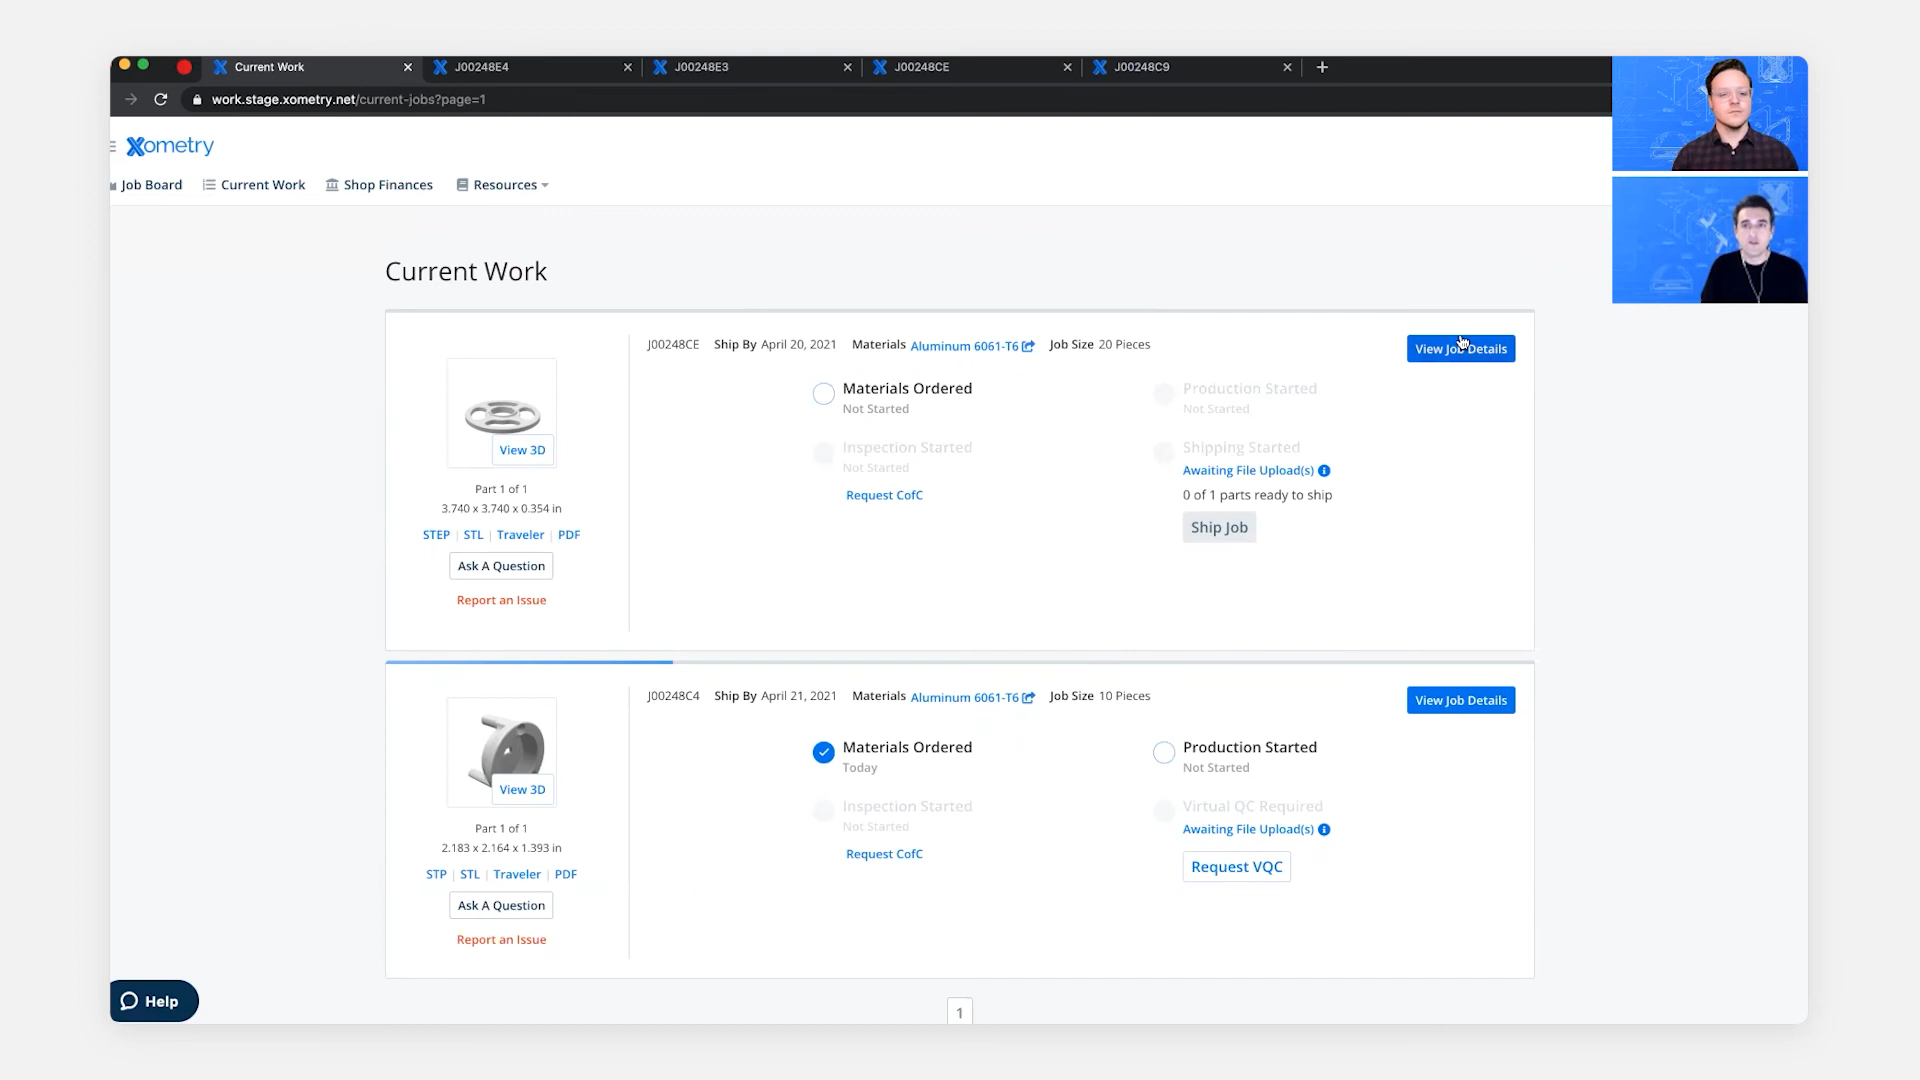 Current Work
J00248E4
J00248E3
J00248CE
J00248C9
work.stage.xometry.net/current-jobs?page=1
Xometry
Job Board
Current Work
Shop Finances
Resources
Current Work
J00248CE Ship By April 20, 2021 Materials Aluminum 6061-T6 Job Size 20 Pieces
View Job Details
View 3D
Part 1 of 1
3.740 x 3.740 x 0.354 in
STEP | STL | Traveler | PDF
Ask A Question
Report an Issue
Materials Ordered
Not Started
Production Started
Not Started
Inspection Started
Not Started
Request CofC
Shipping Started
Awaiting File Upload(s)
0 of 1 parts ready to ship
Ship Job
J00248C4 Ship By April 21, 2021 Materials Aluminum 6061-T6 Job Size 10 Pieces
View Job Details
View 3D
Part 1 of 1
2.183 x 2.164 x 1.393 in
STP | STL | Traveler | PDF
Ask A Question
Report an Issue
Materials Ordered
Today
Production Started
Not Started
Inspection Started
Not Started
Request CofC
Virtual QC Required
Awaiting File Upload(s)
Request VQC
Help
1